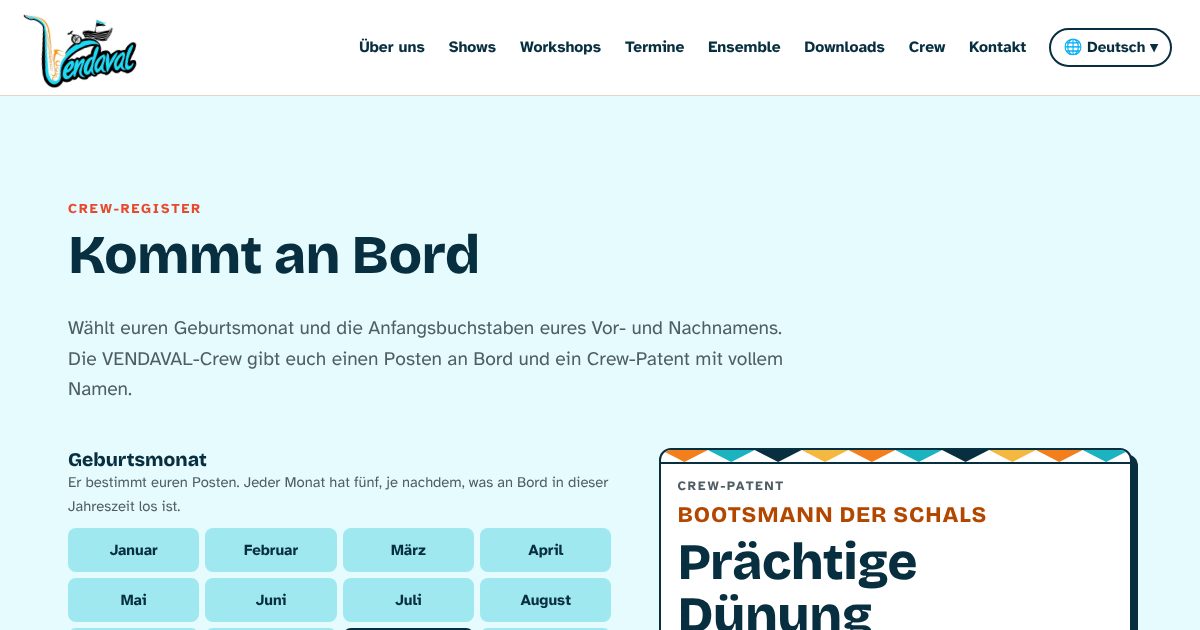 Vendaval
Über uns
Shows
Workshops
Termine
Ensemble
Downloads
Crew
Kontakt
Deutsch ▾
CREW-REGISTER
Kommt an Bord
Wählt euren Geburtsmonat und die Anfangsbuchstaben eures Vor- und Nachnamens.
Die VENDAVAL-Crew gibt euch einen Posten an Bord und ein Crew-Patent mit vollem
Namen.
Geburtsmonat
Er bestimmt euren Posten. Jeder Monat hat fünf, je nachdem, was an Bord in dieser
Jahreszeit los ist.
Januar
Februar
März
April
Mai
Juni
Juli
August
CREW-PATENT
BOOTSMANN DER SCHALS
Prächtige
Dünung